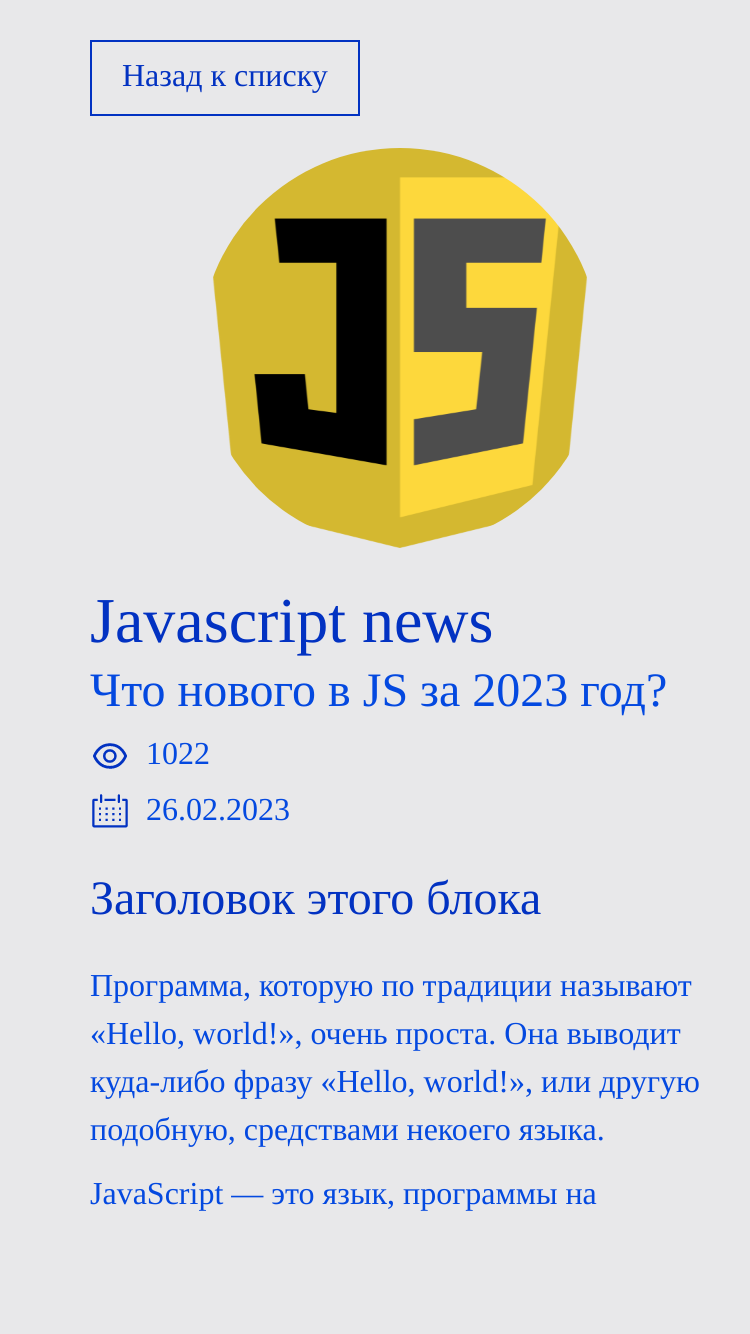 Назад к списку
JS
Javascript news
Что нового в JS за 2023 год?
1022
26.02.2023
Заголовок этого блока
Программа, которую по традиции называют
«Hello, world!», очень проста. Она выводит
куда-либо фразу «Hello, world!», или другую
подобную, средствами некоего языка.
JavaScript — это язык, программы на